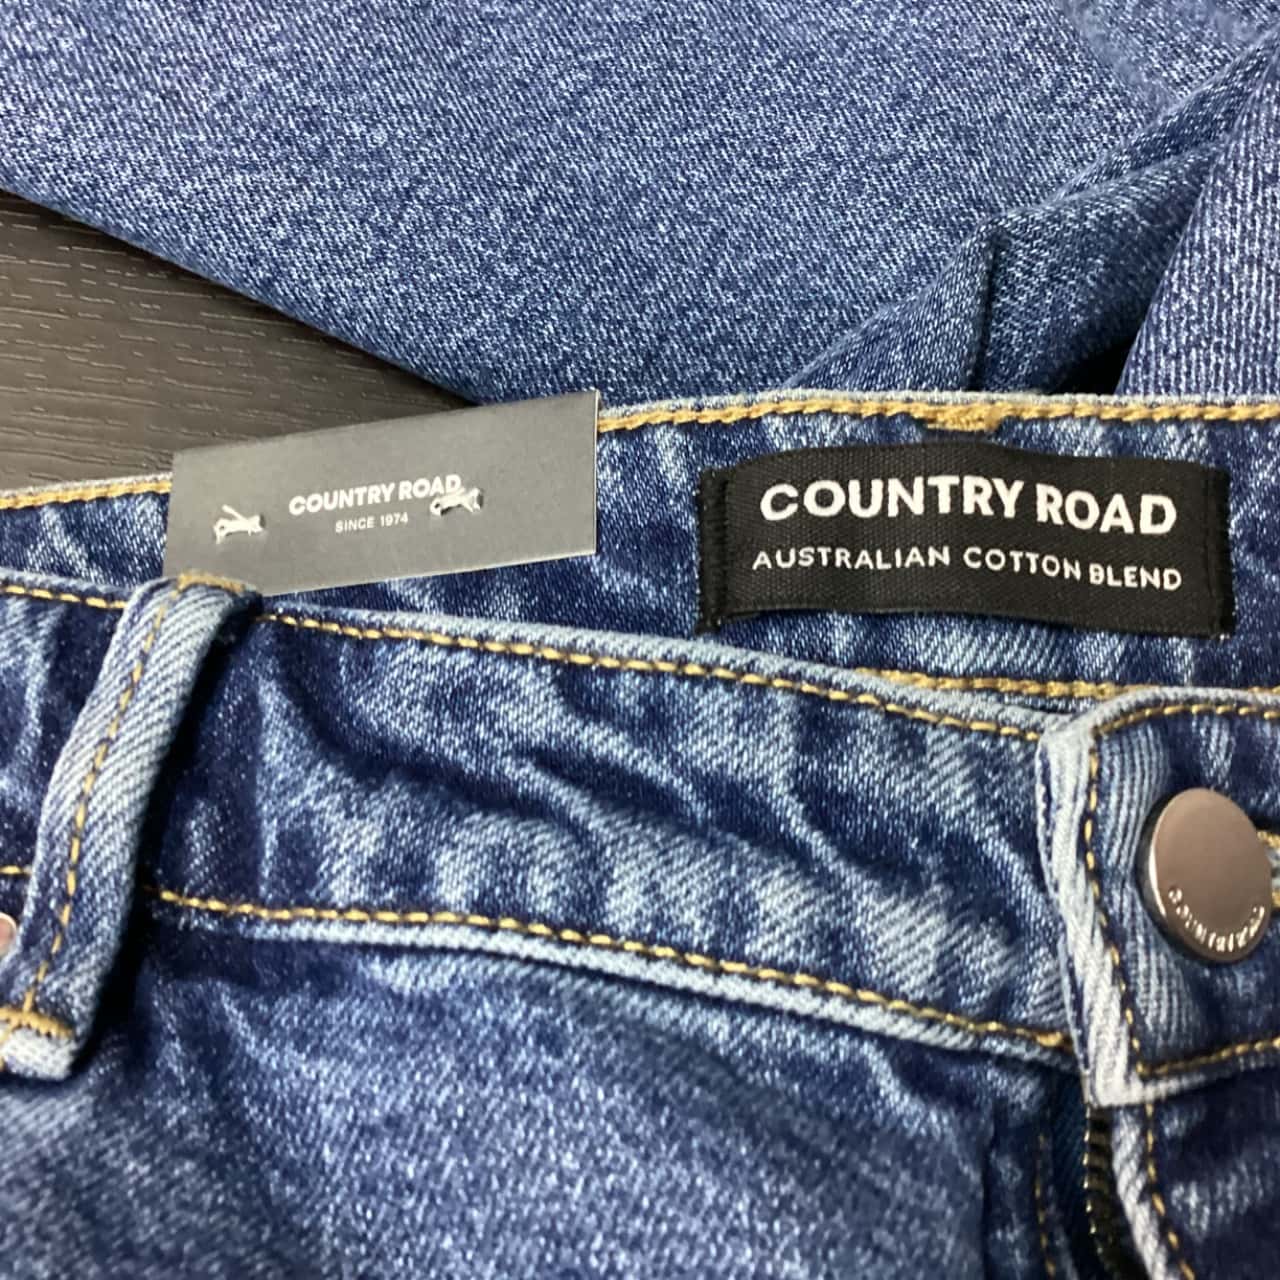 COUNTRY ROAD
SINCE 1974
COUNTRY ROAD
AUSTRALIAN COTTON BLEND